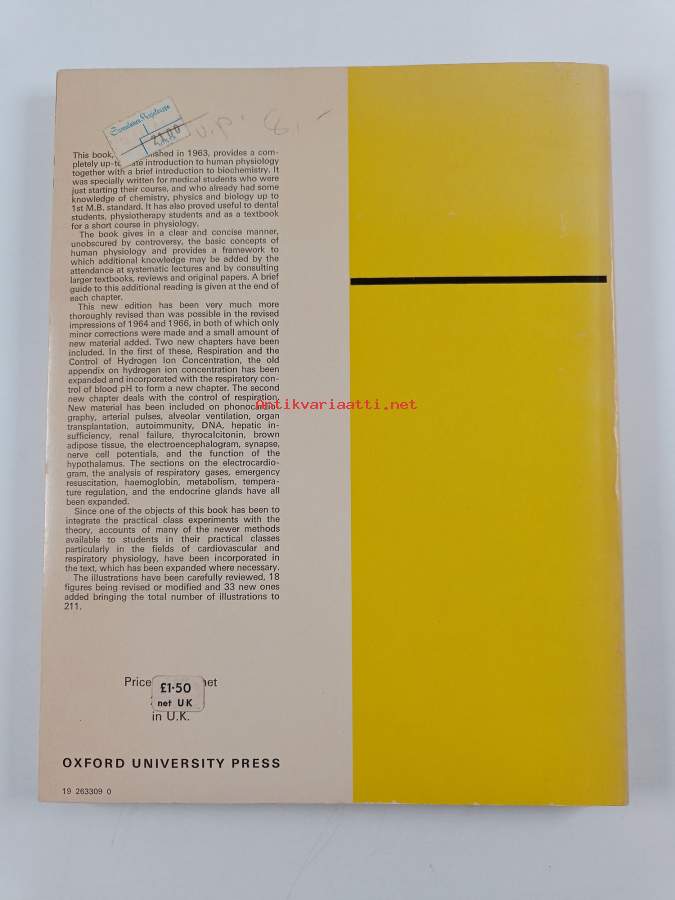 21,00
v.p. 8,-
This book, lished in 1963, provides a com-
pletely up-to- te introduction to human physiology
together with a brief introduction to biochemistry. It
was specially written for medical students who were
just starting their course, and who already had some
knowledge of chemistry, physics and biology up to
1st M.B. standard. It has also proved useful to dental
students, physiotherapy students and as a textbook
for a short course in physiology.
The book gives in a clear and concise manner,
unobscured by controversy, the basic concepts of
human physiology and provides a framework to
which additional knowledge may be added by the
attendance at systematic lectures and by consulting
larger textbooks, reviews and original papers. A brief
guide to this additional reading is given at the end of
each chapter.
This new edition has been very much more
thoroughly revised than was possible in the revised
impressions of 1964 and 1966, in both of which only
minor corrections were made and a small amount of
new material added. Two new chapters have been
included. In the first of these, Respiration and the
Control of Hydrogen Ion Concentration, the old
appendix on hydrogen ion concentration has been
expanded and incorporated with the respiratory con-
trol of blood pH to form a new chapter. The second
new chapter deals with the control of respiration.
New material has been included on phonocardio-
graphy, arterial pulses, alveolar ventilation, organ
transplantation, autoimmunity, DNA, hepatic in-
sufficiency, renal failure, thyrocalcitonin, brown
adipose tissue, the electroencephalogram, synapse,
nerve cell potentials, and the function of the
hypothalamus. The sections on the electrocardio-
gram, the analysis of respiratory gases, emergency
resuscitation, haemoglobin, metabolism, tempera-
ture regulation, and the endocrine glands have all
been expanded.
Since one of the objects of this book has been to
integrate the practical class experiments with the
theory, accounts of many of the newer methods
available to students in their practical classes
particularly in the fields of cardiovascular and
respiratory physiology, have been incorporated in
the text, which has been expanded where necessary.
The illustrations have been carefully reviewed, 18
figures being revised or modified and 33 new ones
added bringing the total number of illustrations to
211.
Antikvariaatti.net
Price net
£1·50
net UK
in U.K.
OXFORD UNIVERSITY PRESS
19 263309 0